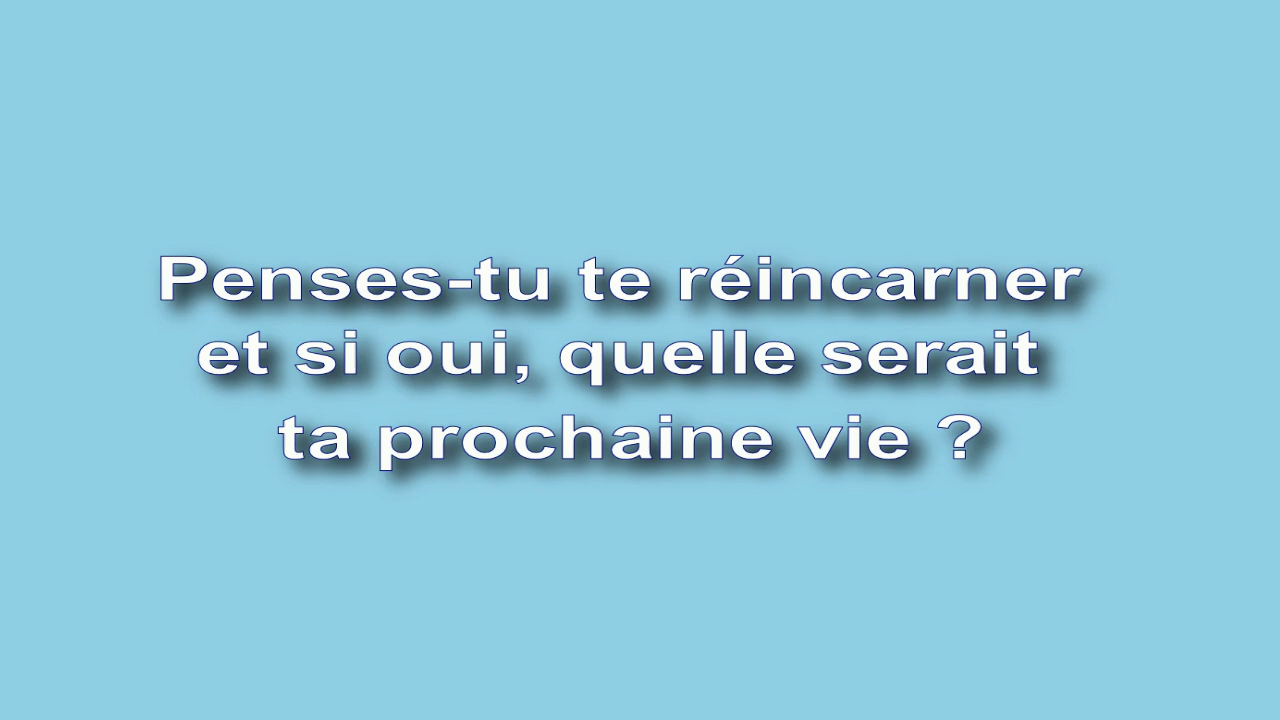 Penses-tu te réincarner
et si oui, quelle serait
ta prochaine vie ?